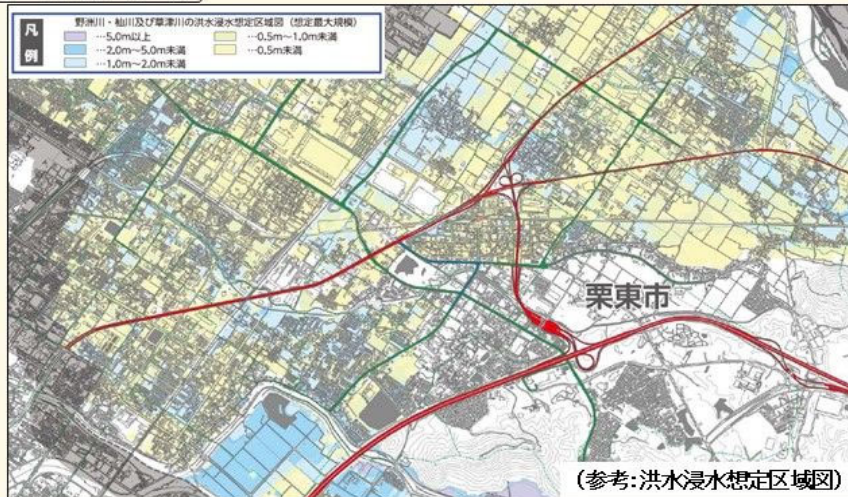 凡例
野洲川・杣川及び草津川の洪水浸水想定区域図（想定最大規模）
…5.0m以上
…0.5m～1.0m未満
…2.0m～5.0m未満
…0.5m未満
…1.0m～2.0m未満
栗東市
(参考:洪水浸水想定区域図)